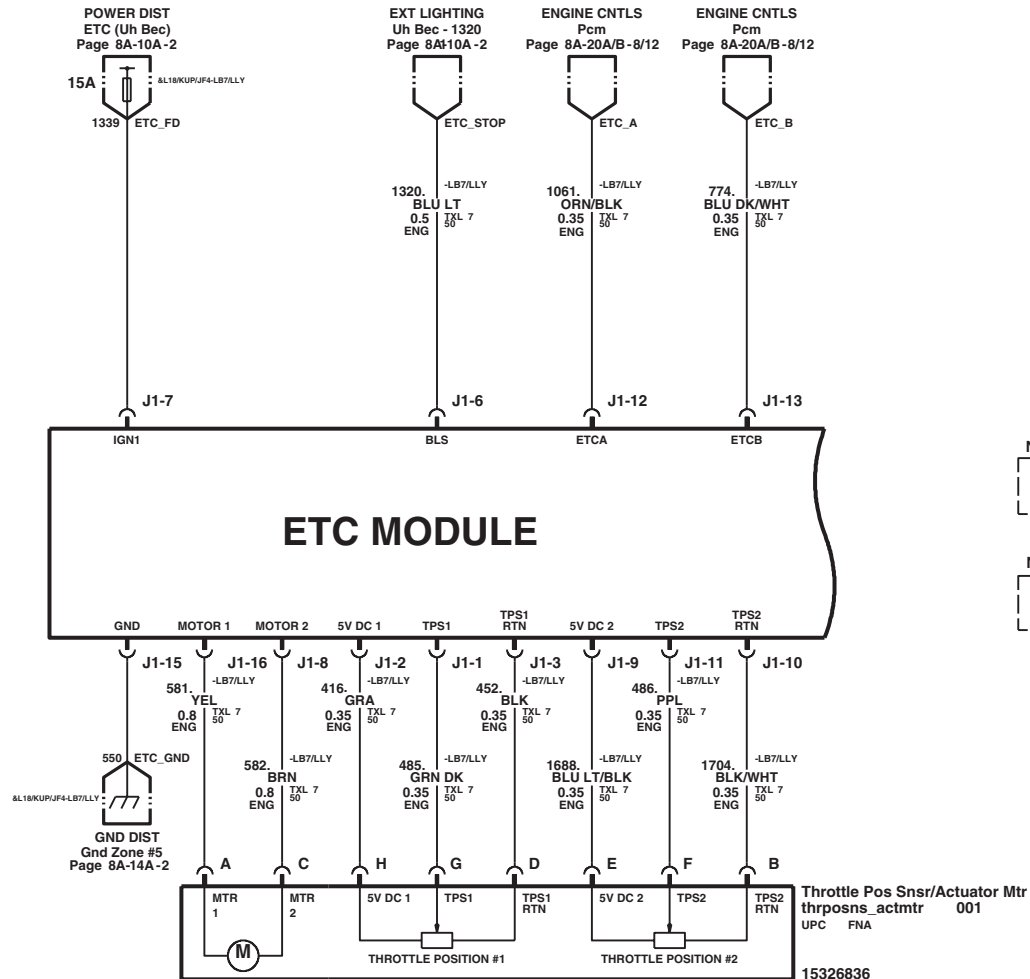 POWER DIST
ETC (Uh Bec)
Page 8A-10A-2
15A
&L18/KUP/JF4-LB7/LLY
1339 ETC_FD
EXT LIGHTING
Uh Bec - 1320
ETC_STOP
ENGINE CNTLS
Pcm
Page 8A-20A/B-8/12
ETC_A
ENGINE CNTLS
Pcm
Page 8A-20A/B-8/12
ETC_B
1320. -LB7/LLY
BLU LT
0.5 TXL 7
ENG 50
1061. -LB7/LLY
ORN/BLK
0.35 TXL 7
ENG 50
774. -LB7/LLY
BLU DK/WHT
0.35 TXL 7
ENG 50
J1-7 J1-6 J1-12 J1-13
IGN1 BLS ETCA ETCB
ETC MODULE
GND MOTOR 1 MOTOR 2 5V DC 1 TPS1 TPS1 RTN 5V DC 2 TPS2 TPS2 RTN
J1-15 J1-16 J1-8 J1-2 J1-1 J1-3 J1-9 J1-11 J1-10
581. -LB7/LLY
YEL
0.8 TXL 7
ENG 50
416. -LB7/LLY
GRA
0.35 TXL 7
ENG 50
452. -LB7/LLY
BLK
0.35 TXL 7
ENG 50
486. -LB7/LLY
PPL
0.35 TXL 7
ENG 50
550 ETC_GND
&L18/KUP/JF4-LB7/LLY
GND DIST
Gnd Zone #5
Page 8A-14A-2
582. -LB7/LLY
BRN
0.8 TXL 7
ENG 50
485. -LB7/LLY
GRN DK
0.35 TXL 7
ENG 50
1688. -LB7/LLY
BLU LT/BLK
0.35 TXL 7
ENG 50
1704. -LB7/LLY
BLK/WHT
0.35 TXL 7
ENG 50
A C H G D E F B
MTR 1 MTR 2 5V DC 1 TPS1 TPS1 RTN 5V DC 2 TPS2 TPS2 RTN
M
THROTTLE POSITION #1 THROTTLE POSITION #2
Throttle Pos Snsr/Actuator Mtr
thrposns_actmtr 001
UPC FNA
15326836